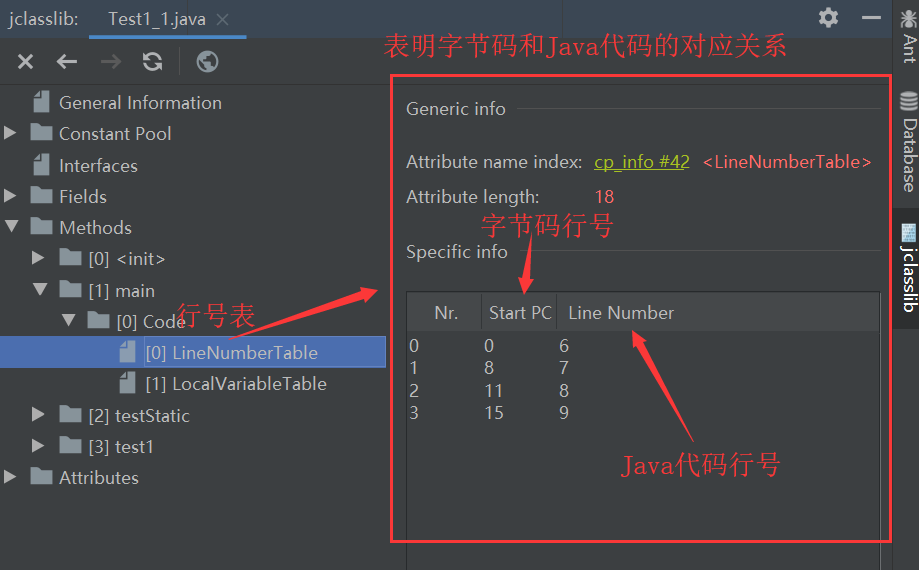 jclasslib: Test1_1.java
表明字节码和Java代码的对应关系
General Information
Constant Pool
Interfaces
Fields
Methods
[0] <init>
[1] main
[0] Code
行号表
[0] LineNumberTable
[1] LocalVariableTable
[2] testStatic
[3] test1
Attributes
Generic info
Attribute name index: cp_info #42 <LineNumberTable>
Attribute length: 18
字节码行号
Specific info
Nr. Start PC Line Number
0 0 6
1 8 7
2 11 8
3 15 9
Java代码行号
Ant
Database
jclasslib